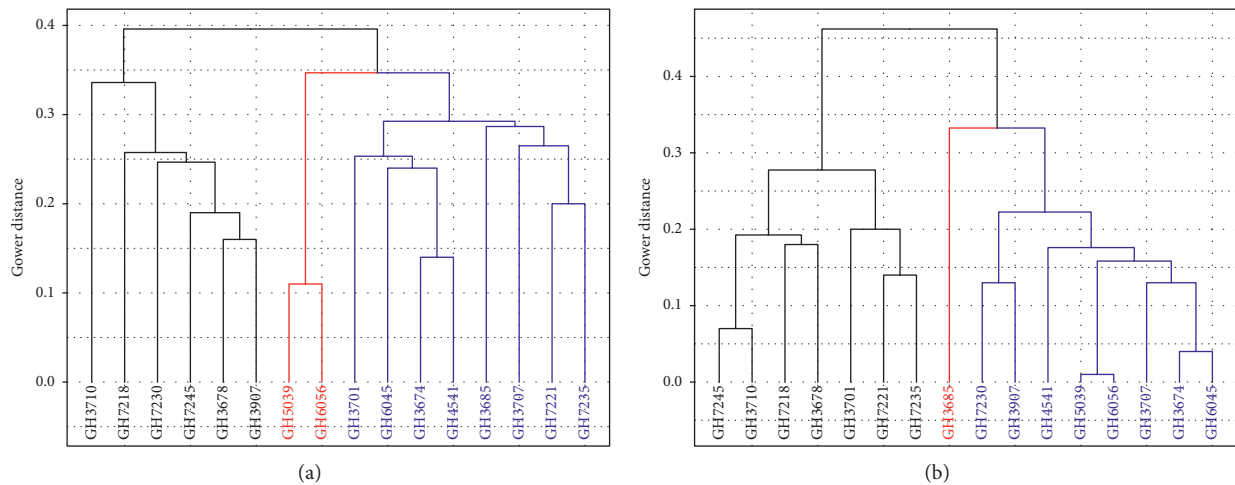 0.4
0.3
0.2
0.1
0.0
Gower distance
GH3710
GH7218
GH7230
GH7245
GH3678
GH3907
GH5039
GH6056
GH3701
GH6045
GH3674
GH4541
GH3685
GH3707
GH7221
GH7235
(a)
0.4
0.3
0.2
0.1
0.0
Gower distance
GH7245
GH3710
GH7218
GH3678
GH3701
GH7221
GH7235
GH3685
GH7230
GH3907
GH4541
GH5039
GH6056
GH3707
GH3674
GH6045
(b)